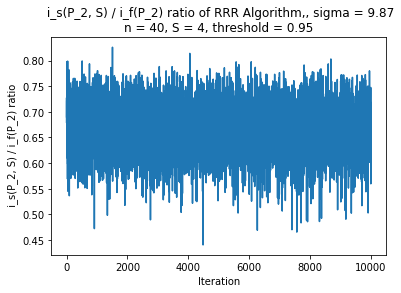 i_s(P_2, S) / i_f(P_2) ratio of RRR Algorithm,, sigma = 9.87
n = 40, S = 4, threshold = 0.95
i_s(P_2, S) / i_f(P_2) ratio
0.80
0.75
0.70
0.65
0.60
0.55
0.50
0.45
0 2000 4000 6000 8000 10000
Iteration